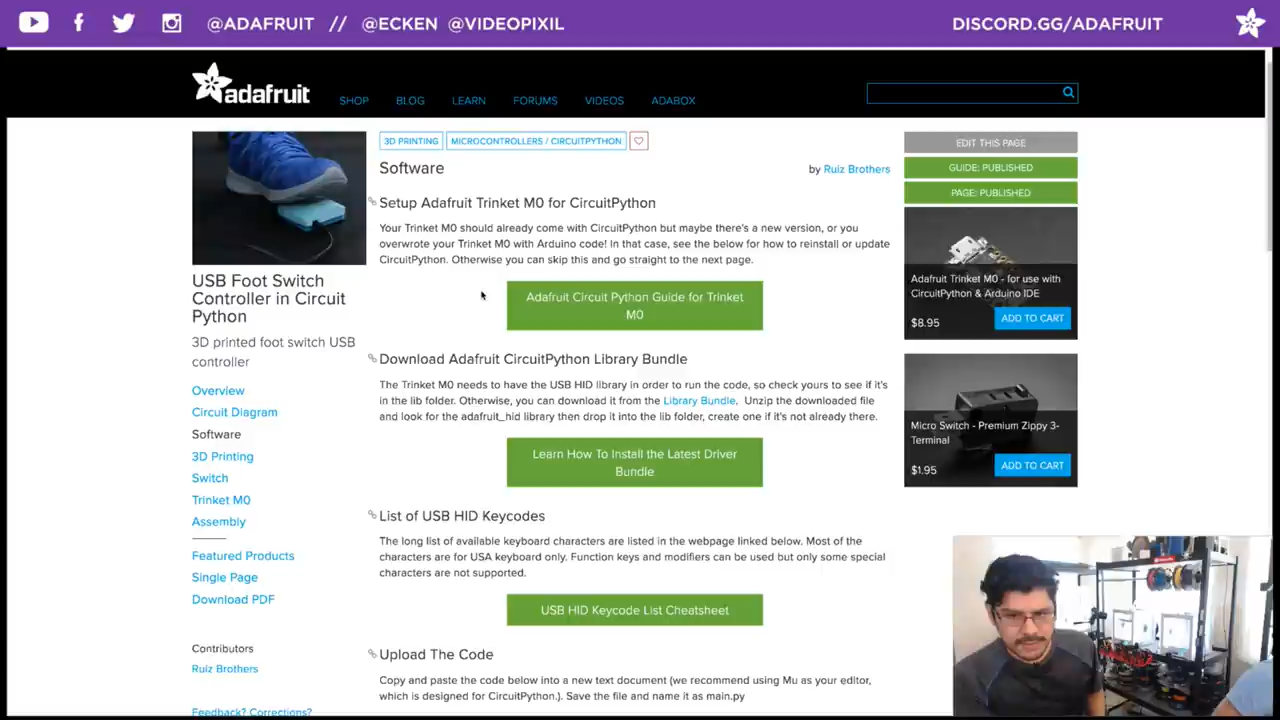 @ADAFRUIT // @ECKEN @VIDEOPIXIL
DISCORD.GG/ADAFRUIT
adafruit
SHOP BLOG LEARN FORUMS VIDEOS ADABOX
3D PRINTING MICROCONTROLLERS / CIRCUITPYTHON
Software
by Ruiz Brothers
Setup Adafruit Trinket M0 for CircuitPython
Your Trinket M0 should already come with CircuitPython but maybe there's a new version, or you
overwrote your Trinket M0 with Arduino code! In that case, see the below for how to reinstall or update
CircuitPython. Otherwise you can skip this and go straight to the next page.
Adafruit Circuit Python Guide for Trinket
M0
Download Adafruit CircuitPython Library Bundle
The Trinket M0 needs to have the USB HID library in order to run the code, so check yours to see if it's
in the lib folder. Otherwise, you can download it from the Library Bundle. Unzip the downloaded file
and look for the adafruit_hid library then drop it into the lib folder, create one if it's not already there.
Learn How To Install the Latest Driver
Bundle
List of USB HID Keycodes
The long list of available keyboard characters are listed in the webpage linked below. Most of the
characters are for USA keyboard only. Function keys and modifiers can be used but only some special
characters are not supported.
USB HID Keycode List Cheatsheet
Upload The Code
Copy and paste the code below into a new text document (we recommend using Mu as your editor,
which is designed for CircuitPython.). Save the file and name it as main.py
USB Foot Switch
Controller in Circuit
Python
3D printed foot switch USB
controller
Overview
Circuit Diagram
Software
3D Printing
Switch
Trinket M0
Assembly
Featured Products
Single Page
Download PDF
Contributors
Ruiz Brothers
Feedback? Corrections?
EDIT THIS PAGE
GUIDE: PUBLISHED
PAGE: PUBLISHED
Adafruit Trinket M0 - for use with
CircuitPython & Arduino IDE
$8.95 ADD TO CART
Micro Switch - Premium Zippy 3-
Terminal
$1.95 ADD TO CART